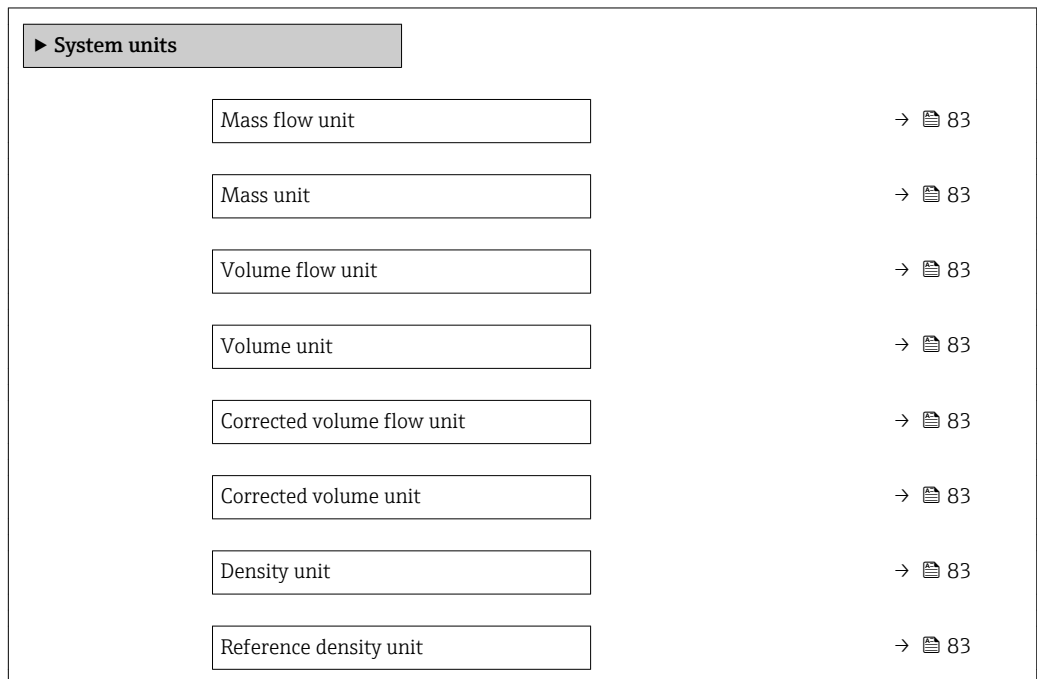 ► System units
Mass flow unit → 83
Mass unit → 83
Volume flow unit → 83
Volume unit → 83
Corrected volume flow unit → 83
Corrected volume unit → 83
Density unit → 83
Reference density unit → 83